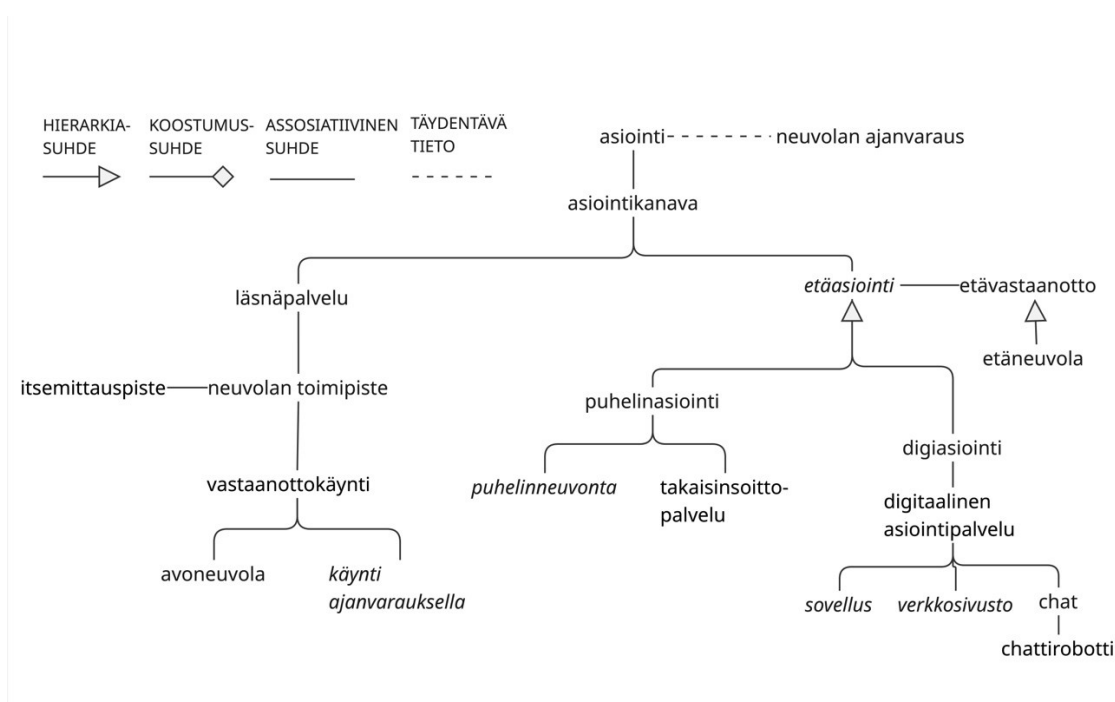 HIERARKIA-
SUHDE
KOOSTUMUS-
SUHDE
ASSOSIATIIVINEN
SUHDE
TÄYDENTÄVÄ
TIETO
asiointi
neuvolan ajanvaraus
asiointikanava
läsnäpalvelu
etäasiointi
etävastaanotto
etäneuvola
itsemittauspiste
neuvolan toimipiste
puhelinasiointi
digiasiointi
vastaanottokäynti
puhelinneuvonta
takaisinsoitto-
palvelu
digitaalinen
asiointipalvelu
avoneuvola
käynti
ajanvarauksella
sovellus
verkkosivusto
chat
chattirobotti